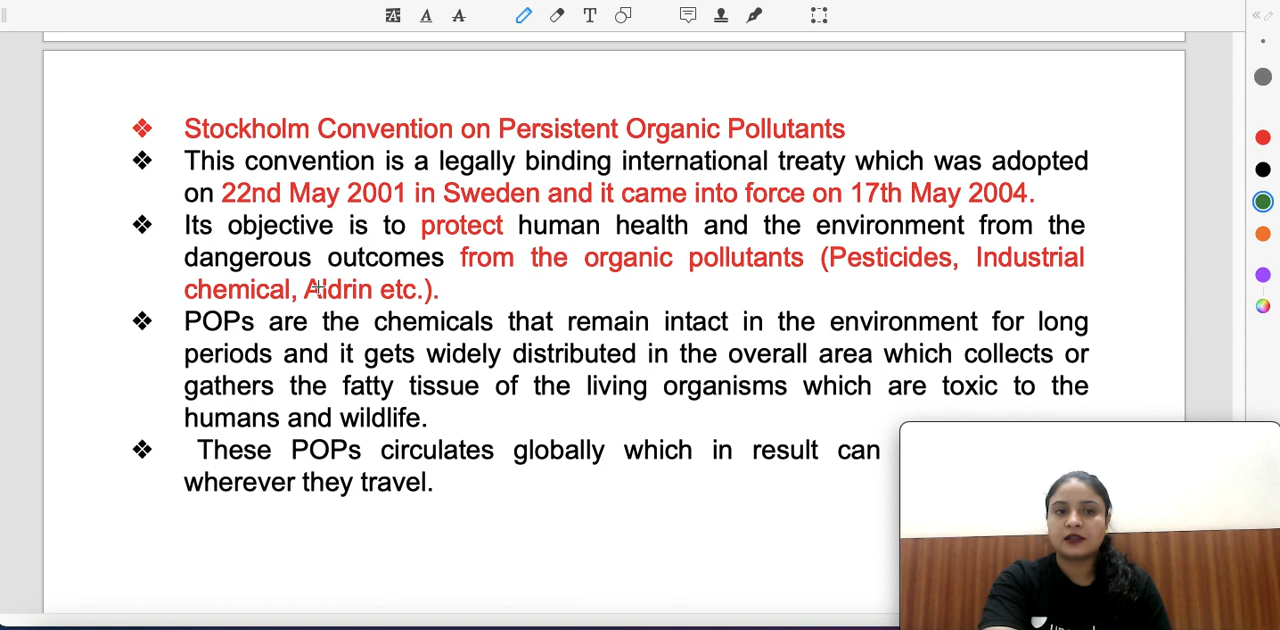 Stockholm Convention on Persistent Organic Pollutants
This convention is a legally binding international treaty which was adopted
on 22nd May 2001 in Sweden and it came into force on 17th May 2004.
Its objective is to protect human health and the environment from the
dangerous outcomes from the organic pollutants (Pesticides, Industrial
chemical, Aldrin etc.).
POPs are the chemicals that remain intact in the environment for long
periods and it gets widely distributed in the overall area which collects or
gathers the fatty tissue of the living organisms which are toxic to the
humans and wildlife.
These POPs circulates globally which in result can
wherever they travel.